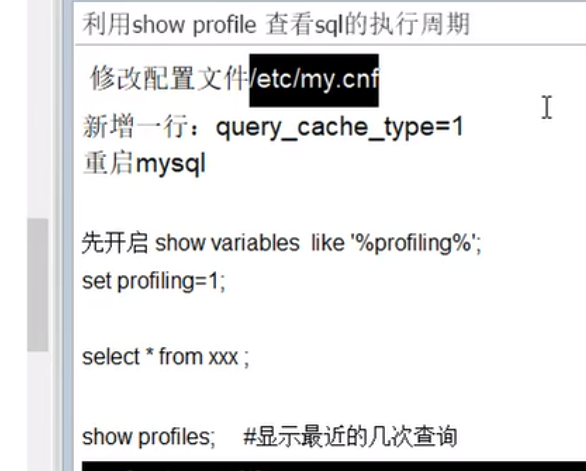 利用show profile 查看sql的执行周期
修改配置文件/etc/my.cnf
新增一行：query_cache_type=1
重启mysql
先开启 show variables  like '%profiling%';
set profiling=1;
select * from xxx ;
show profiles;    #显示最近的几次查询